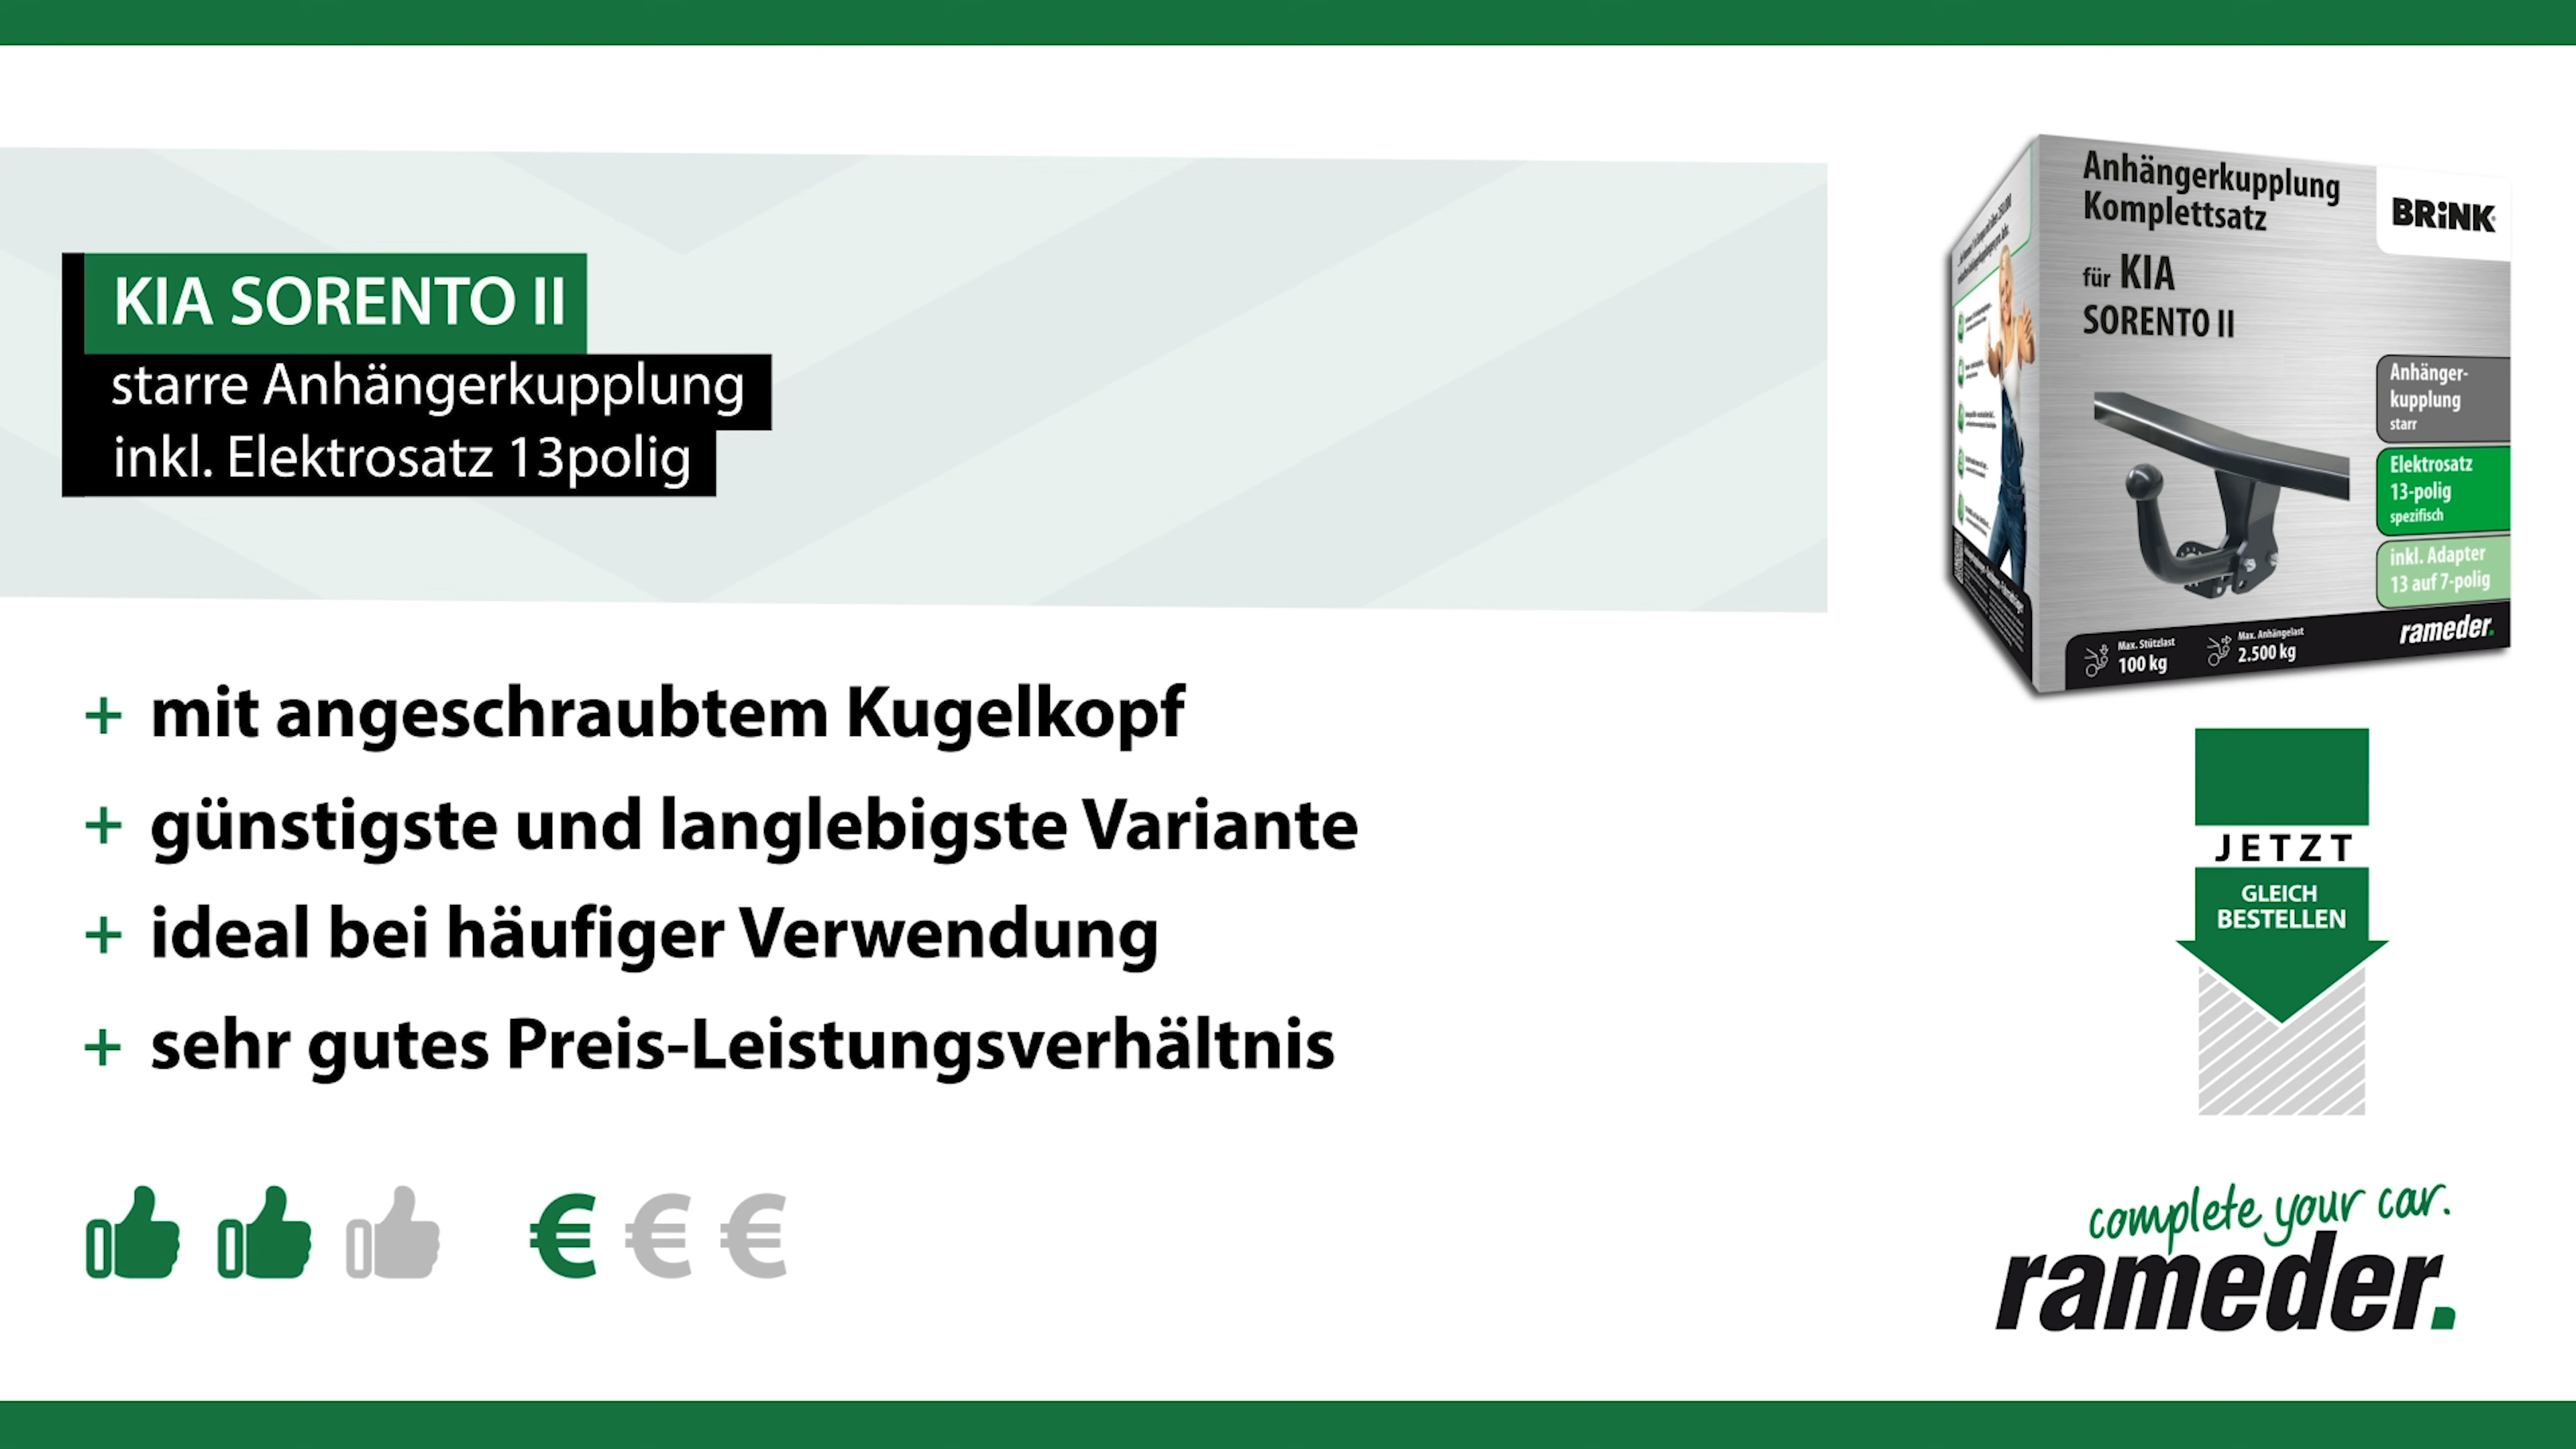 KIA SORENTO II
starre Anhängerkupplung
inkl. Elektrosatz 13polig
+ mit angeschraubtem Kugelkopf
+ günstigste und langlebigste Variante
+ ideal bei häufiger Verwendung
+ sehr gutes Preis-Leistungsverhältnis
€ € €
Anhängerkupplung
Komplettsatz
BRiNK
für KIA
SORENTO II
Anhänger-
kupplung
starr
Elektrosatz
13-polig
spezifisch
inkl. Adapter
13 auf 7-polig
Max. Stützlast
100 kg
Max. Anhängelast
2.500 kg
rameder.
JETZT
GLEICH
BESTELLEN
complete your car.
rameder.